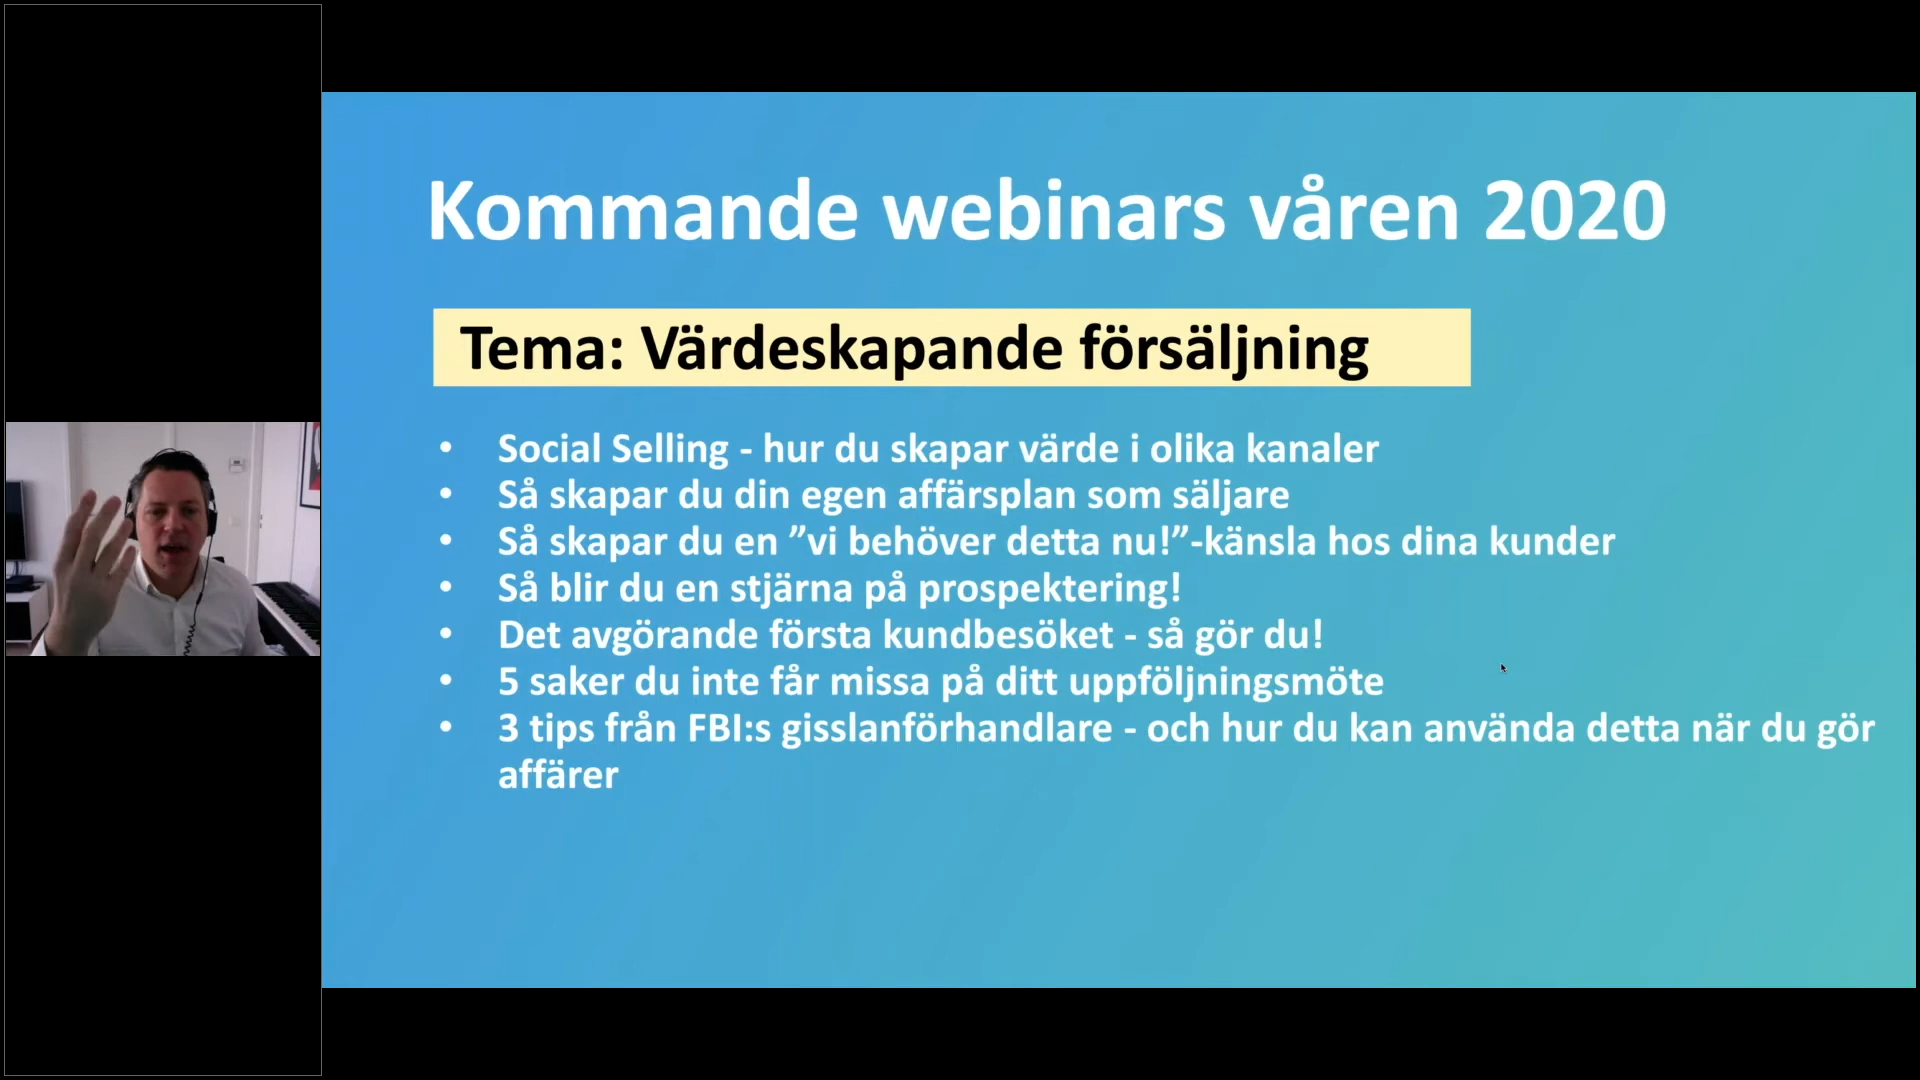 Kommande webinars våren 2020
Tema: Värdeskapande försäljning
• Social Selling - hur du skapar värde i olika kanaler
• Så skapar du din egen affärsplan som säljare
• Så skapar du en ”vi behöver detta nu!”-känsla hos dina kunder
• Så blir du en stjärna på prospektering!
• Det avgörande första kundbesöket - så gör du!
• 5 saker du inte får missa på ditt uppföljningsmöte
• 3 tips från FBI:s gisslanförhandlare - och hur du kan använda detta när du gör
affärer